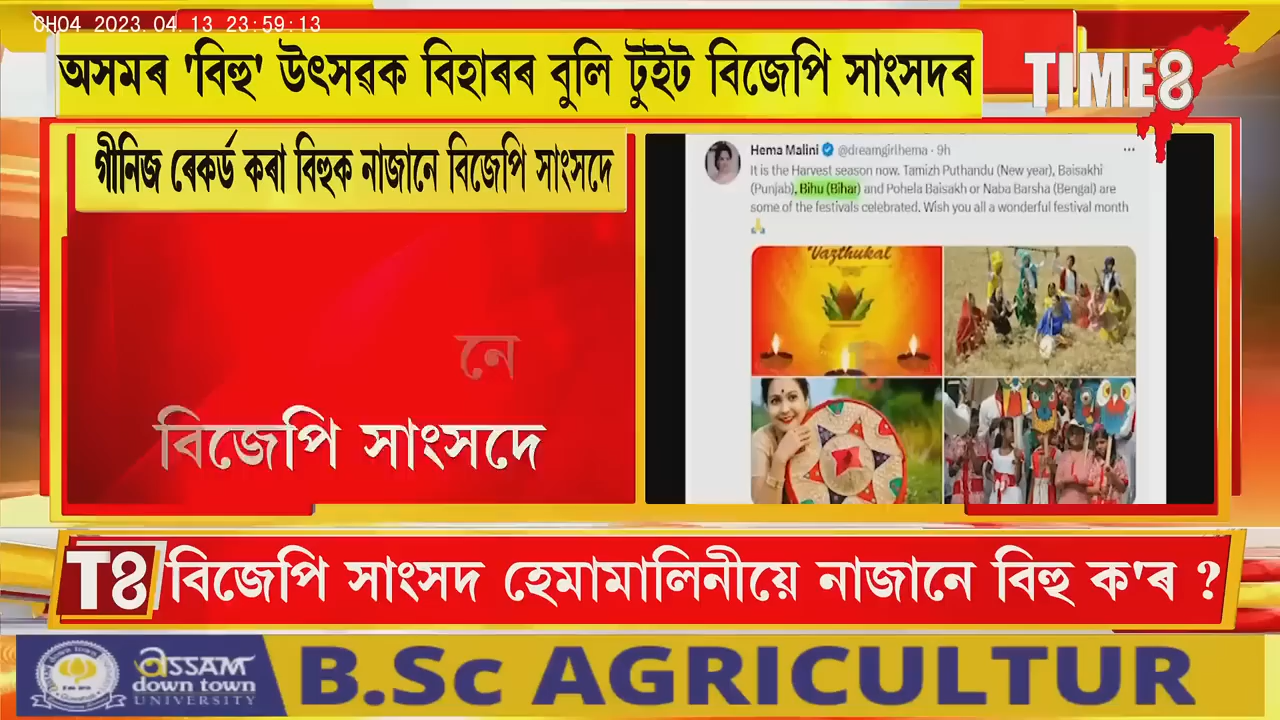 CH04 2023.04.13 23:59:13
অসমৰ 'বিহু' উৎসৱক বিহাৰৰ বুলি টুইট বিজেপি সাংসদৰ
TIME8
গীনিজ ৰেকৰ্ড কৰা বিহুক নাজানে বিজেপি সাংসদে
নে
বিজেপি সাংসদে
Hema Malini @dreamgirlhema · 9h
It is the Harvest season now. Tamizh Puthandu (New year), Baisakhi
(Punjab), Bihu (Bihar) and Pohela Baisakh or Naba Barsha (Bengal) are
some of the festivals celebrated. Wish you all a wonderful festival month
Vazthukal
T8 বিজেপি সাংসদ হেমামালিনীয়ে নাজানে বিহু ক'ৰ ?
ASSAM
down town
UNIVERSITY
B.Sc AGRICULTUR